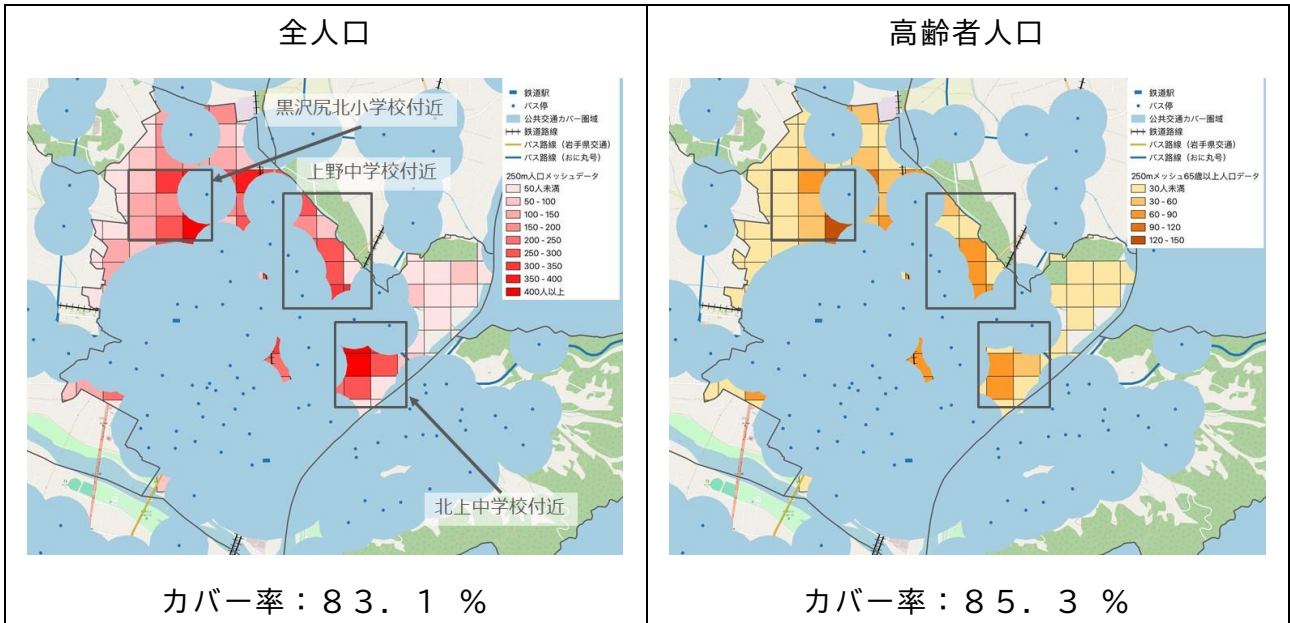 全人口
黒沢尻北小学校付近
上野中学校付近
北上中学校付近
鉄道駅
バス停
公共交通カバー圏域
鉄道路線
バス路線（岩手県交通）
バス路線（おに丸号）
250m人口メッシュデータ
50人未満
50 - 100
100 - 150
150 - 200
200 - 250
250 - 300
300 - 350
350 - 400
400人以上
カバー率：８３．１ ％
高齢者人口
鉄道駅
バス停
公共交通カバー圏域
鉄道路線
バス路線（岩手県交通）
バス路線（おに丸号）
250mメッシュ65歳以上人口データ
30人未満
30 - 60
60 - 90
90 - 120
120 - 150
カバー率：８５．３ ％